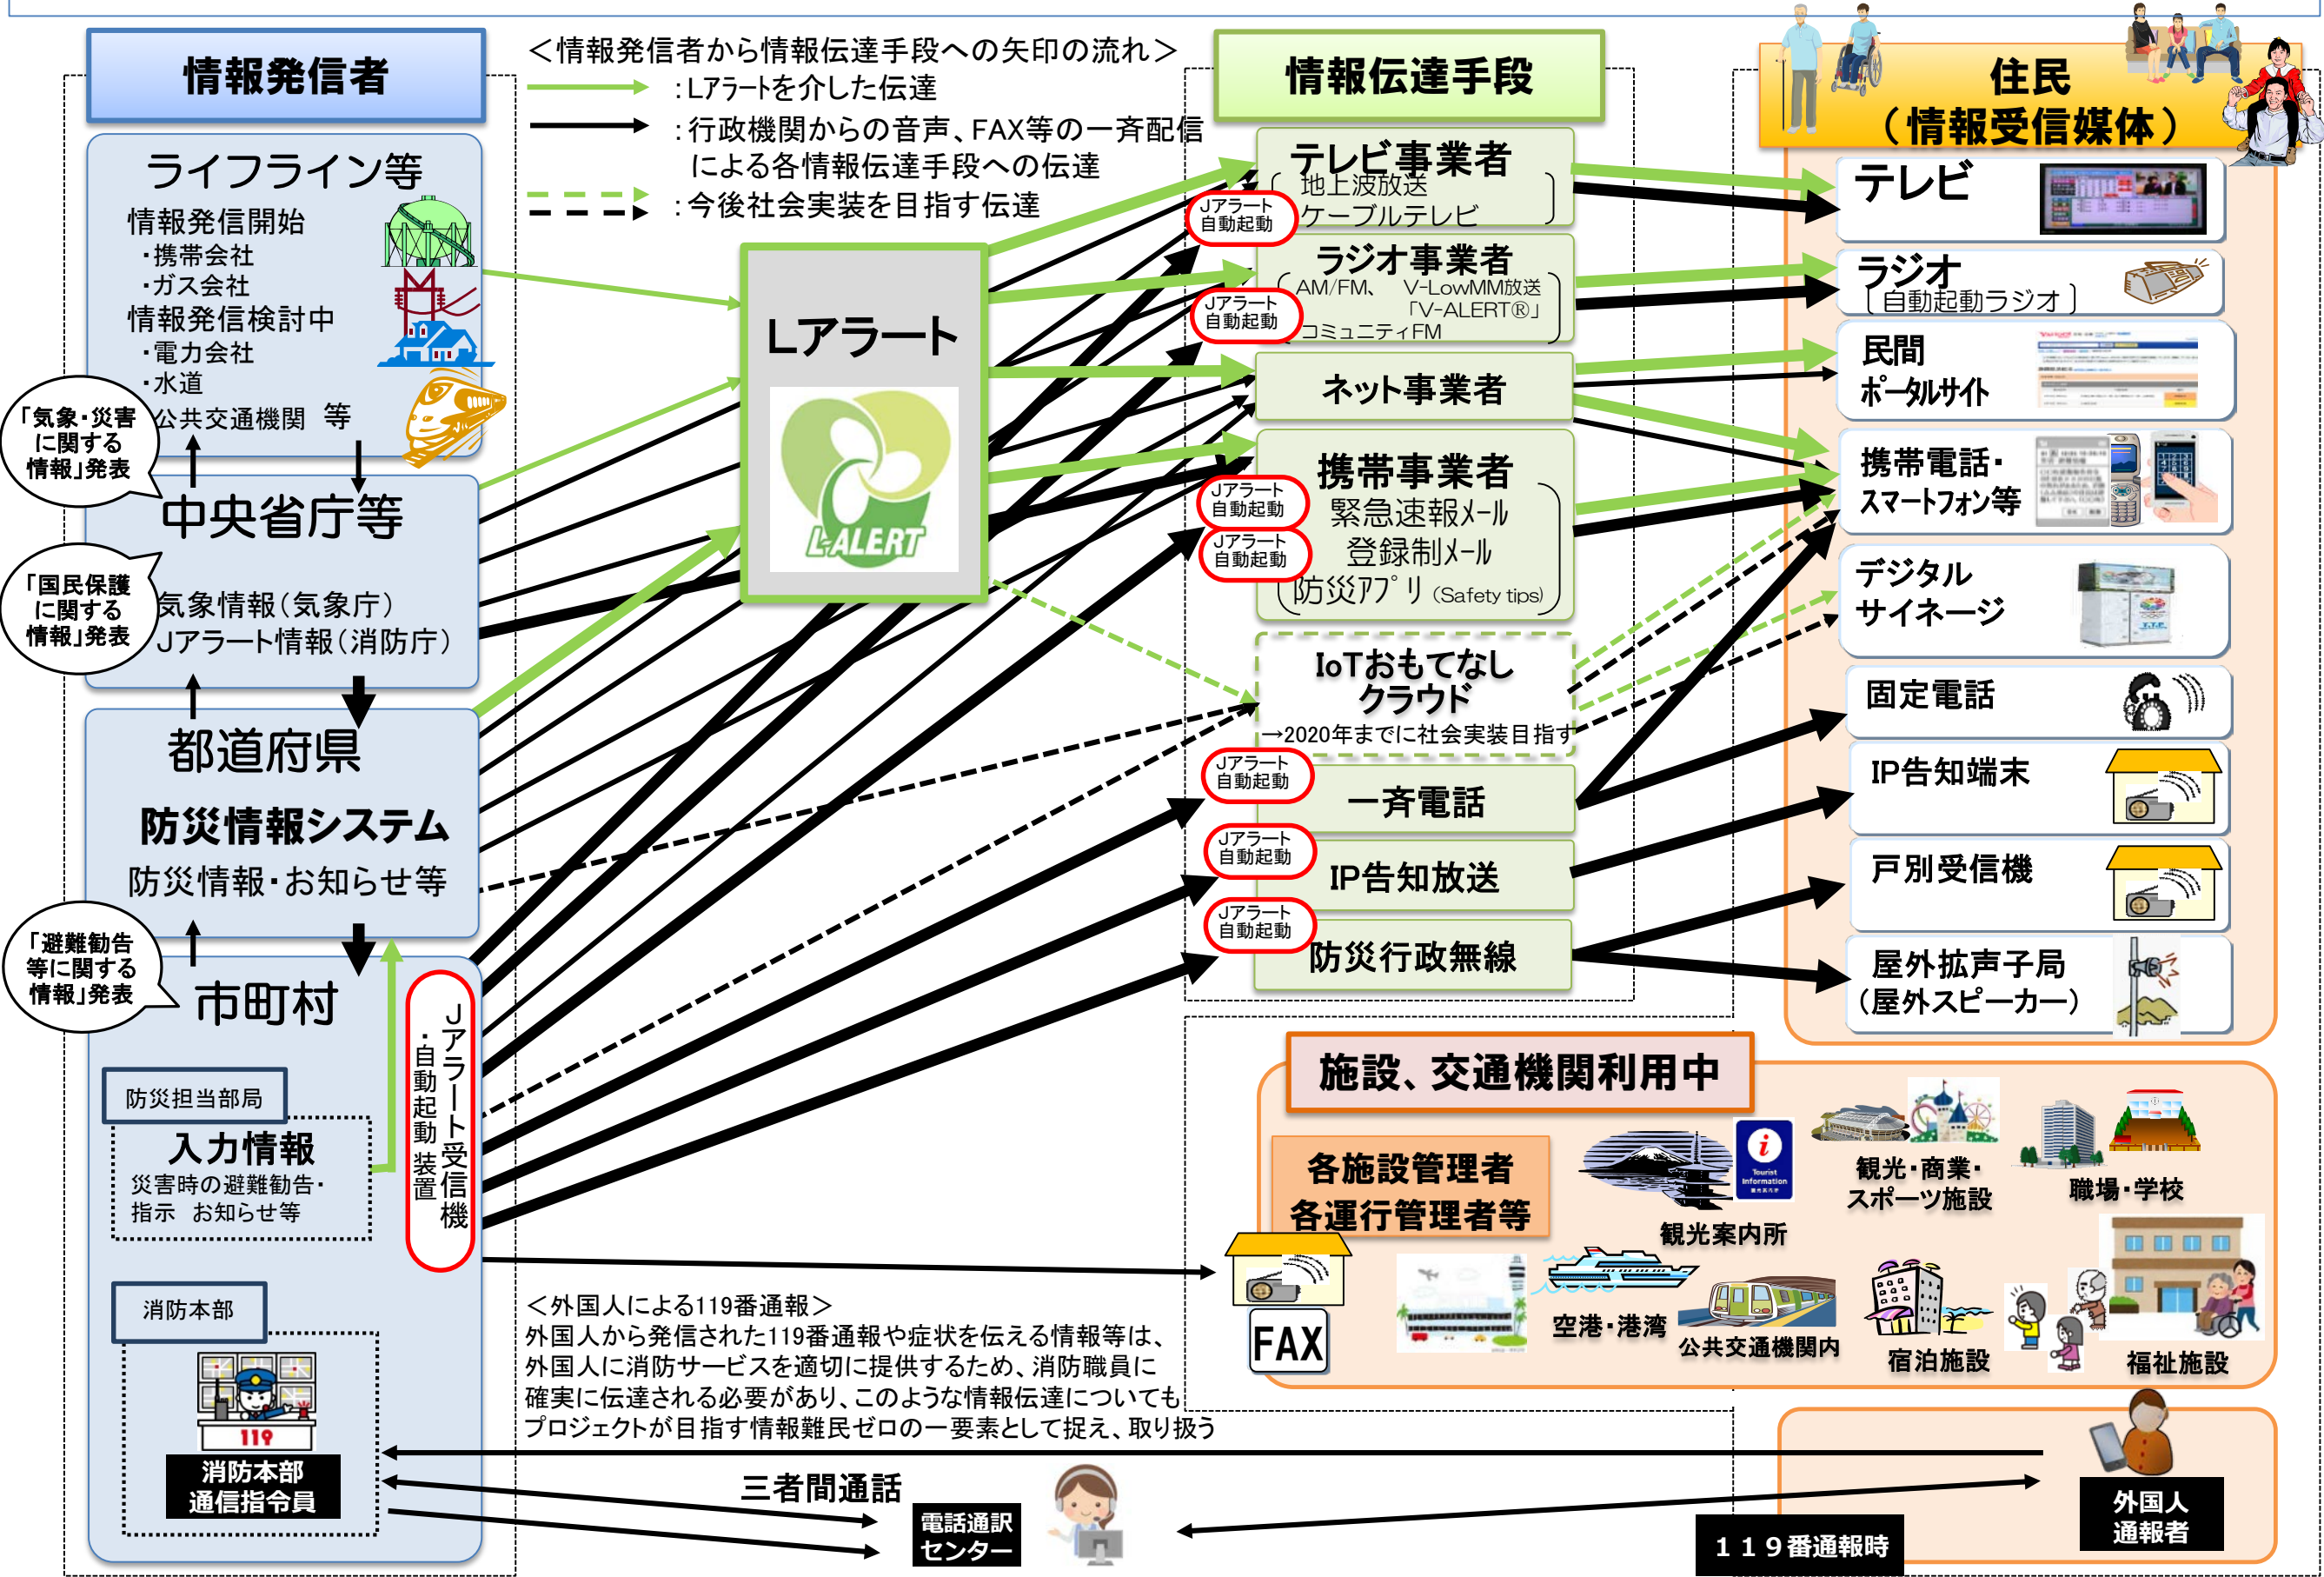 情報発信者
ライフライン等
情報発信開始
・携帯会社
・ガス会社
情報発信検討中
・電力会社
・水道
公共交通機関　等
「気象・災害
に関する
情報」発表
中央省庁等
気象情報（気象庁）
Jアラート情報（消防庁）
「国民保護
に関する
情報」発表
都道府県
防災情報システム
防災情報・お知らせ等
「避難勧告
等に関する
情報」発表
市町村
防災担当部局
入力情報
災害時の避難勧告・
指示　お知らせ等
Jアラート受信機
・自動起動装置
消防本部
119
消防本部
通信指令員
＜情報発信者から情報伝達手段への矢印の流れ＞
：Lアラートを介した伝達
：行政機関からの音声、FAX等の一斉配信
による各情報伝達手段への伝達
：今後社会実装を目指す伝達
Lアラート
L-ALERT
情報伝達手段
テレビ事業者
地上波放送
ケーブルテレビ
Jアラート
自動起動
ラジオ事業者
AM/FM、　V-LowMM放送
「V-ALERT®」
コミュニティFM
Jアラート
自動起動
ネット事業者
携帯事業者
緊急速報メール
登録制メール
防災アプリ（Safety tips）
Jアラート
自動起動
Jアラート
自動起動
IoTおもてなし
クラウド
→2020年までに社会実装目指す
Jアラート
自動起動
一斉電話
Jアラート
自動起動
IP告知放送
Jアラート
自動起動
防災行政無線
住民
（情報受信媒体）
テレビ
ラジオ
〔自動起動ラジオ〕
民間
ポータルサイト
携帯電話・
スマートフォン等
デジタル
サイネージ
固定電話
IP告知端末
戸別受信機
屋外拡声子局
（屋外スピーカー）
施設、交通機関利用中
各施設管理者
各運行管理者等
FAX
i
Tourist
Information
観光案内所
観光・商業・
スポーツ施設
職場・学校
空港・港湾
公共交通機関内
宿泊施設
福祉施設
＜外国人による119番通報＞
外国人から発信された119番通報や症状を伝える情報等は、
外国人に消防サービスを適切に提供するため、消防職員に
確実に伝達される必要があり、このような情報伝達についても
プロジェクトが目指す情報難民ゼロの一要素として捉え、取り扱う
三者間通話
電話通訳
センター
１１９番通報時
外国人
通報者